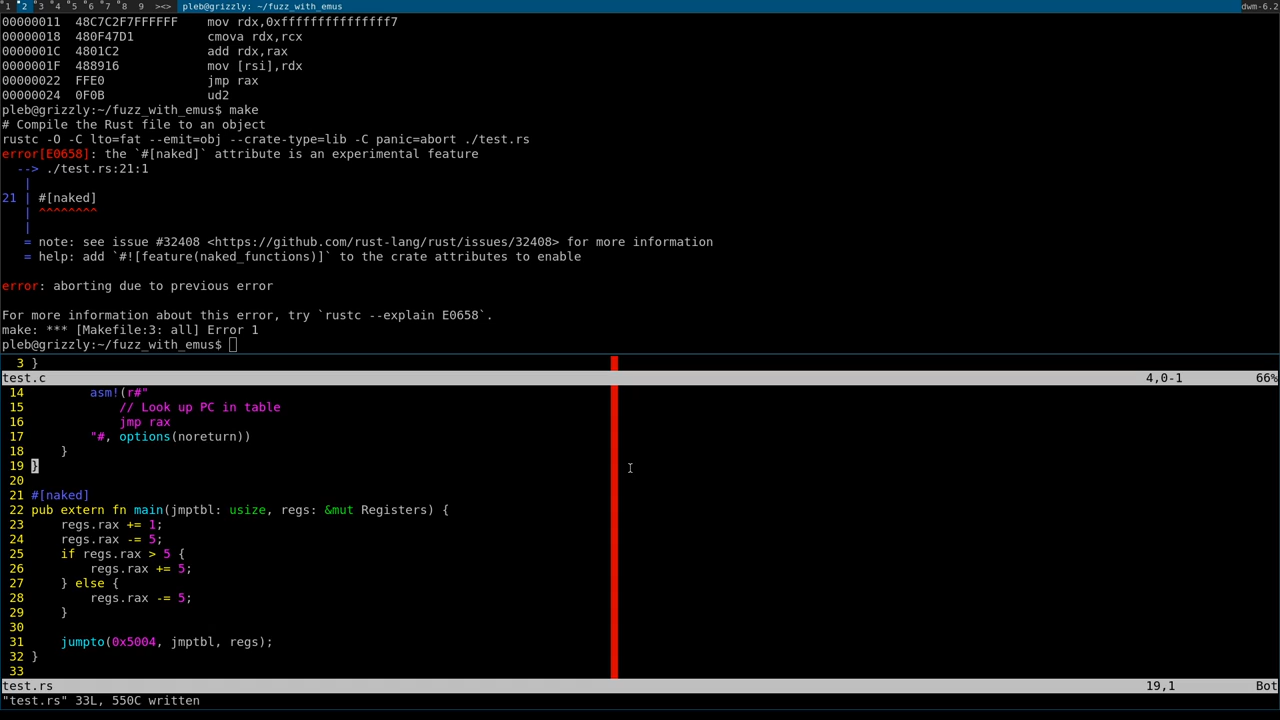 1 2 3 4 5 6 7 8 9 ><> pleb@grizzly: ~/fuzz_with_emus dwm-6.2
00000011 48C7C2F7FFFFFF mov rdx,0xfffffffffffffff7
00000018 480F47D1 cmova rdx,rcx
0000001C 4801C2 add rdx,rax
0000001F 488916 mov [rsi],rdx
00000022 FFE0 jmp rax
00000024 0F0B ud2
pleb@grizzly:~/fuzz_with_emus$ make
# Compile the Rust file to an object
rustc -O -C lto=fat --emit=obj --crate-type=lib -C panic=abort ./test.rs
error[E0658]: the `#[naked]` attribute is an experimental feature
--> ./test.rs:21:1
|
21 | #[naked]
| ^^^^^^^^
|
= note: see issue #32408 <https://github.com/rust-lang/rust/issues/32408> for more information
= help: add `#![feature(naked_functions)]` to the crate attributes to enable
error: aborting due to previous error
For more information about this error, try `rustc --explain E0658`.
make: *** [Makefile:3: all] Error 1
pleb@grizzly:~/fuzz_with_emus$
3 }
test.c 4,0-1 66%
14 asm!(r#"
15 // Look up PC in table
16 jmp rax
17 "#, options(noreturn))
18 }
19 }
20
21 #[naked]
22 pub extern fn main(jmptbl: usize, regs: &mut Registers) {
23 regs.rax += 1;
24 regs.rax -= 5;
25 if regs.rax > 5 {
26 regs.rax += 5;
27 } else {
28 regs.rax -= 5;
29 }
30
31 jumpto(0x5004, jmptbl, regs);
32 }
33
test.rs 19,1 Bot
"test.rs" 33L, 550C written